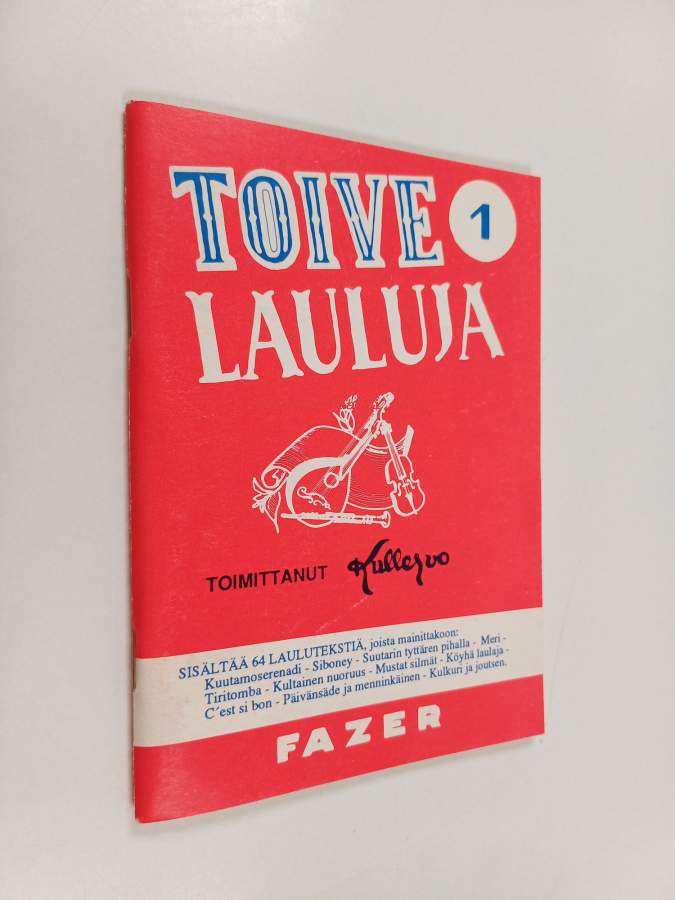 TOIVE 1
LAULUJA
TOIMITTANUT Kullervo
SISÄLTÄÄ 64 LAULUTEKSTIÄ, joista mainittakoon:
Kuutamoserenadi - Siboney - Suutarin tyttären pihalla - Meri -
Tiritomba - Kultainen nuoruus - Mustat silmät - Köyhä laulaja -
C´est si bon - Päivänsäde ja menninkäinen - Kulkuri ja joutsen.
FAZER